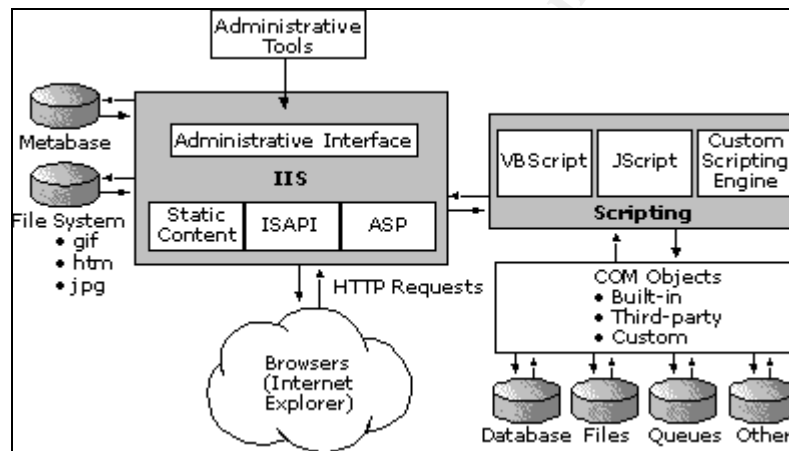 Administrative
Tools
Metabase
File System
• gif
• htm
• jpg
Administrative Interface
IIS
Static
Content
ISAPI
ASP
HTTP Requests
Browsers
(Internet
Explorer)
VBScript
JScript
Custom
Scripting
Engine
Scripting
COM Objects
• Built-in
• Third-party
• Custom
Database
Files
Queues
Other